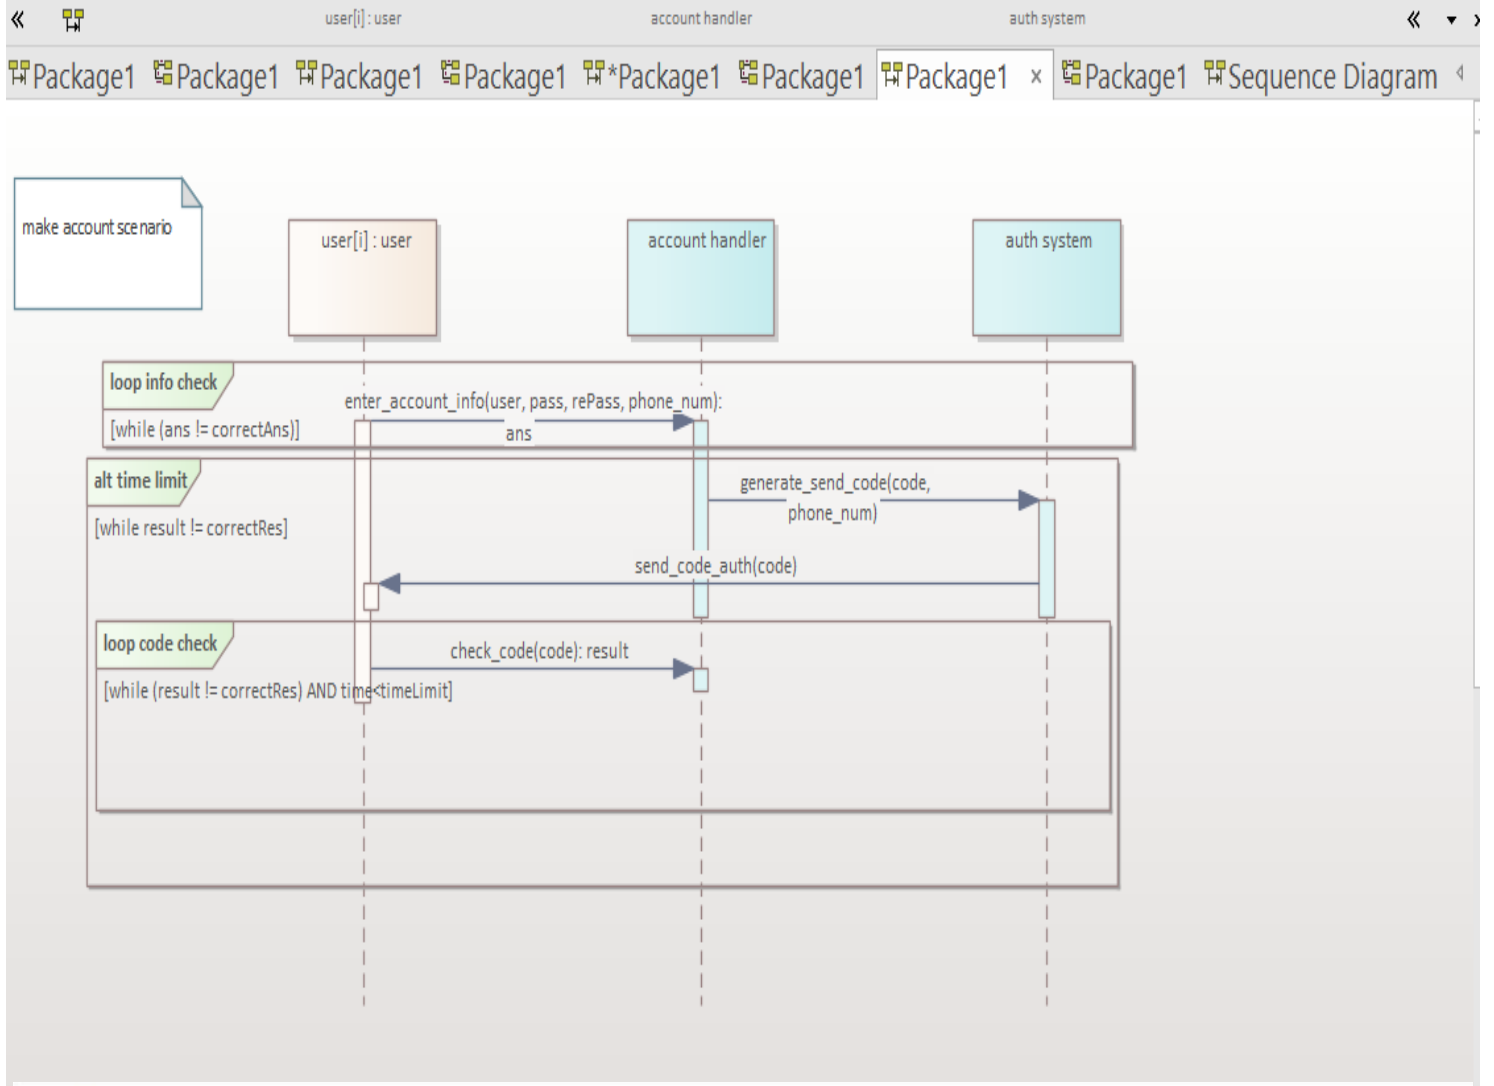 user[i] : user account handler auth system
Package1 Package1 Package1 Package1 *Package1 Package1 Package1 x Package1 Sequence Diagram
make account scenario
user[i] : user account handler auth system
loop info check
enter_account_info(user, pass, rePass, phone_num):
ans
[while (ans != correctAns)]
alt time limit
generate_send_code(code,
phone_num)
[while result != correctRes]
send_code_auth(code)
loop code check
check_code(code): result
[while (result != correctRes) AND time<timeLimit]